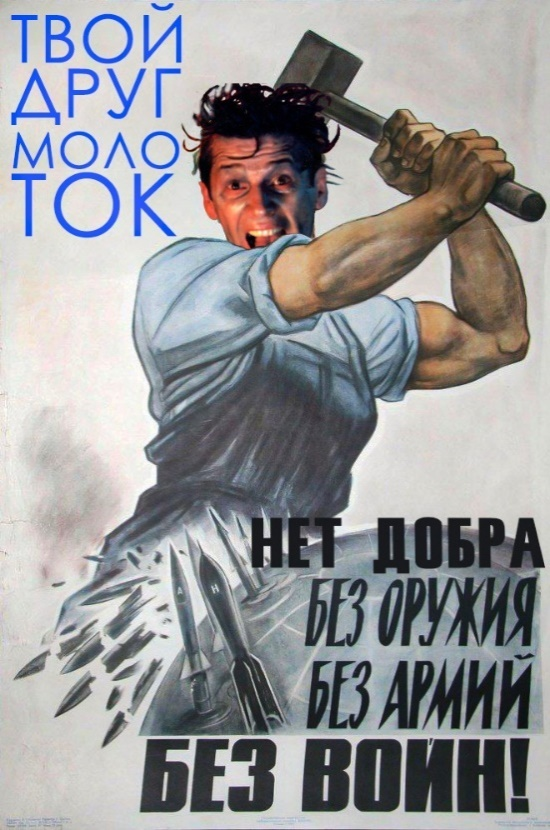 ТВОЙ
ДРУГ
МОЛО
ТОК
НЕТ ДОБРА
БЕЗ ОРУЖИЯ
БЕЗ АРМИЙ
БЕЗ ВОЙН!